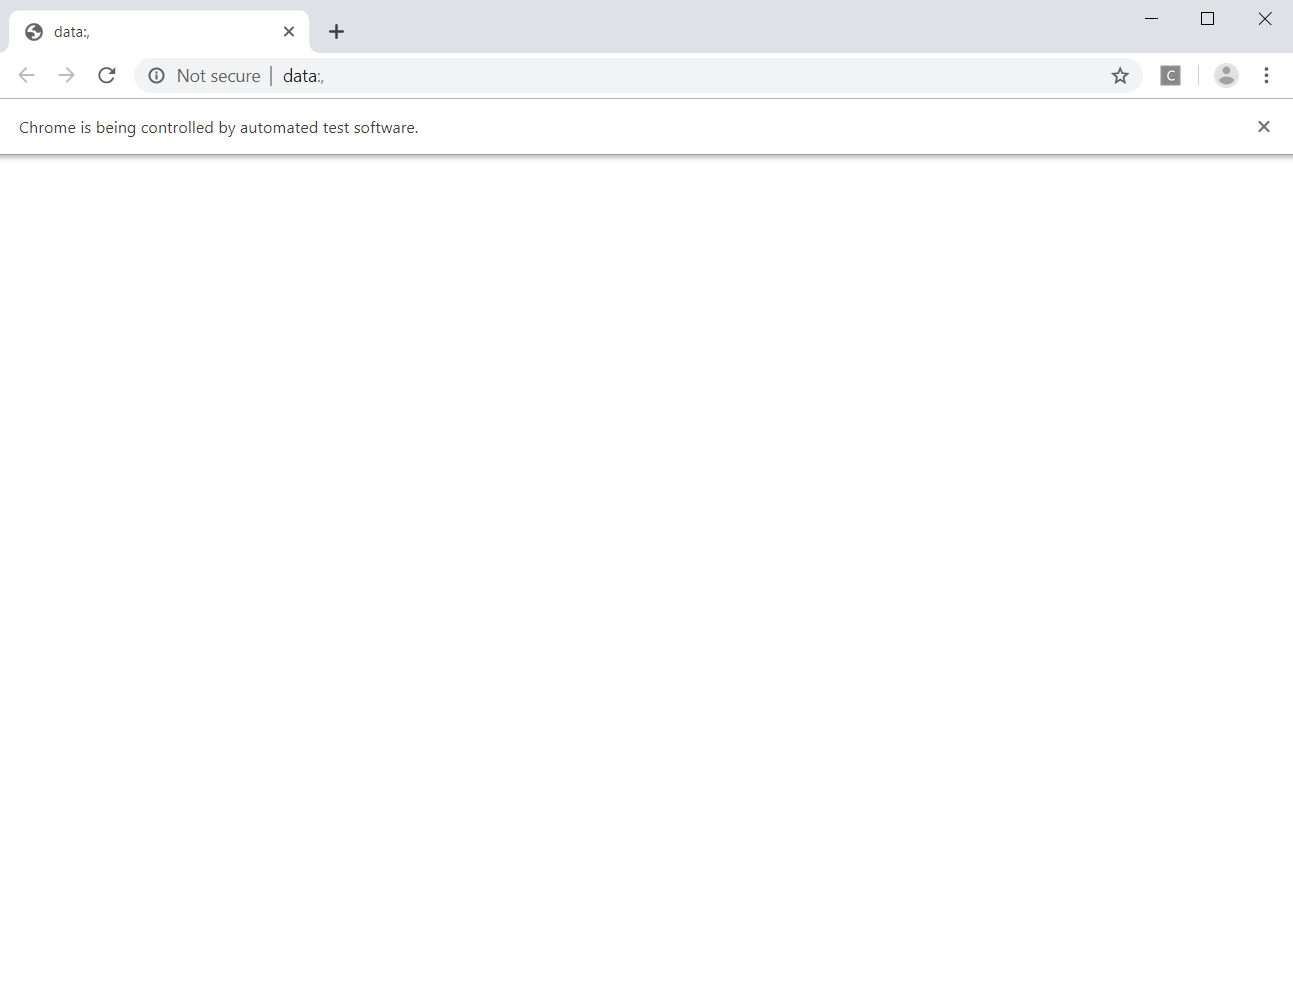 data:,
Not secure | data:,
C
Chrome is being controlled by automated test software.